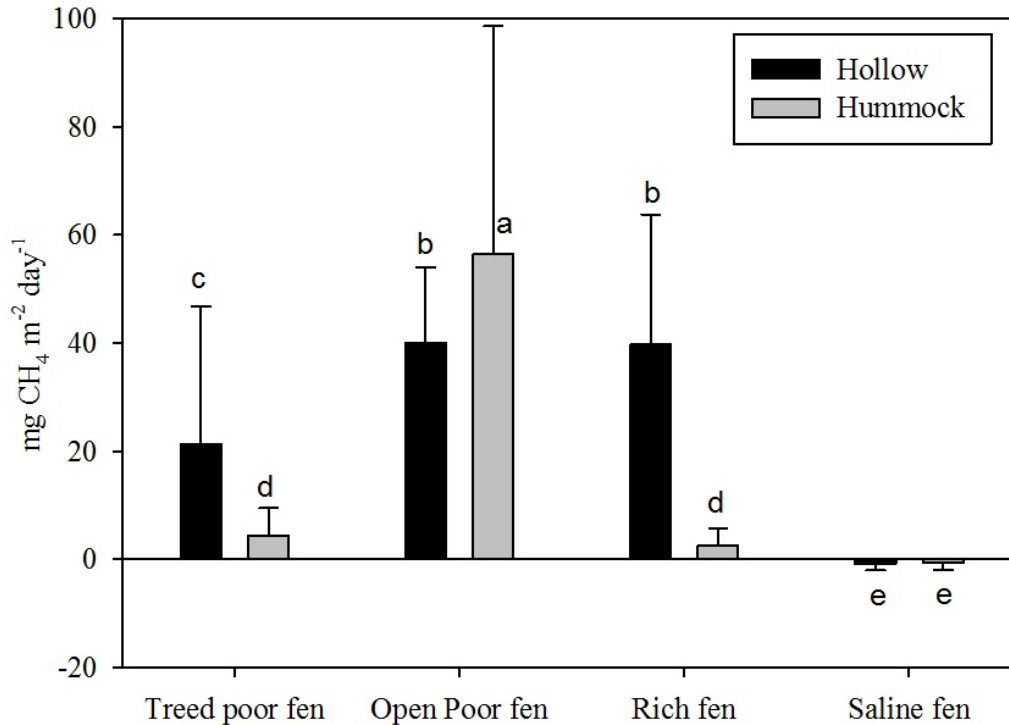 100
80
60
40
20
0
-20
mg CH₄ m⁻² day⁻¹
Hollow
Hummock
c
d
b
a
b
d
e
e
Treed poor fen
Open Poor fen
Rich fen
Saline fen